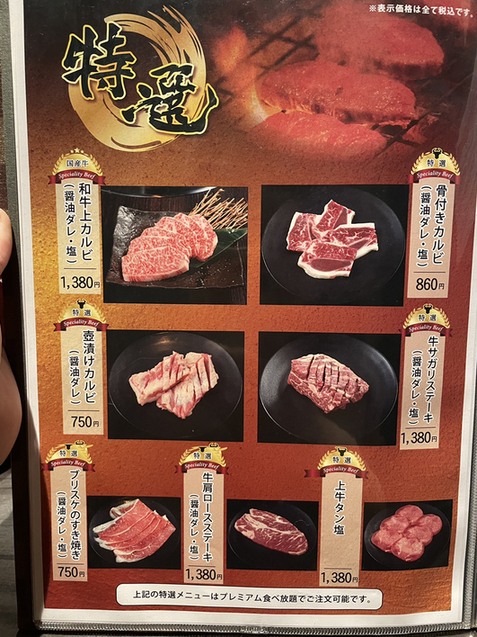 ※表示価格は全て税込です。
特選
国産牛
Speciality Beef
和牛上カルビ
(醤油ダレ・塩)
1,380円
特選
Speciality Beef
骨付きカルビ
(醤油ダレ・塩)
860円
特選
Speciality Beef
壺漬けカルビ
(醤油ダレ)
750円
特選
Speciality Beef
牛サガリステーキ
(醤油ダレ・塩)
1,380円
特選
Speciality Beef
ブリスケのすき焼き
(醤油ダレ・塩)
750円
特選
Speciality Beef
牛肩ロースステーキ
(醤油ダレ・塩)
1,380円
特選
Speciality Beef
上牛タン塩
1,380円
上記の特選メニューはプレミアム食べ放題でご注文可能です。